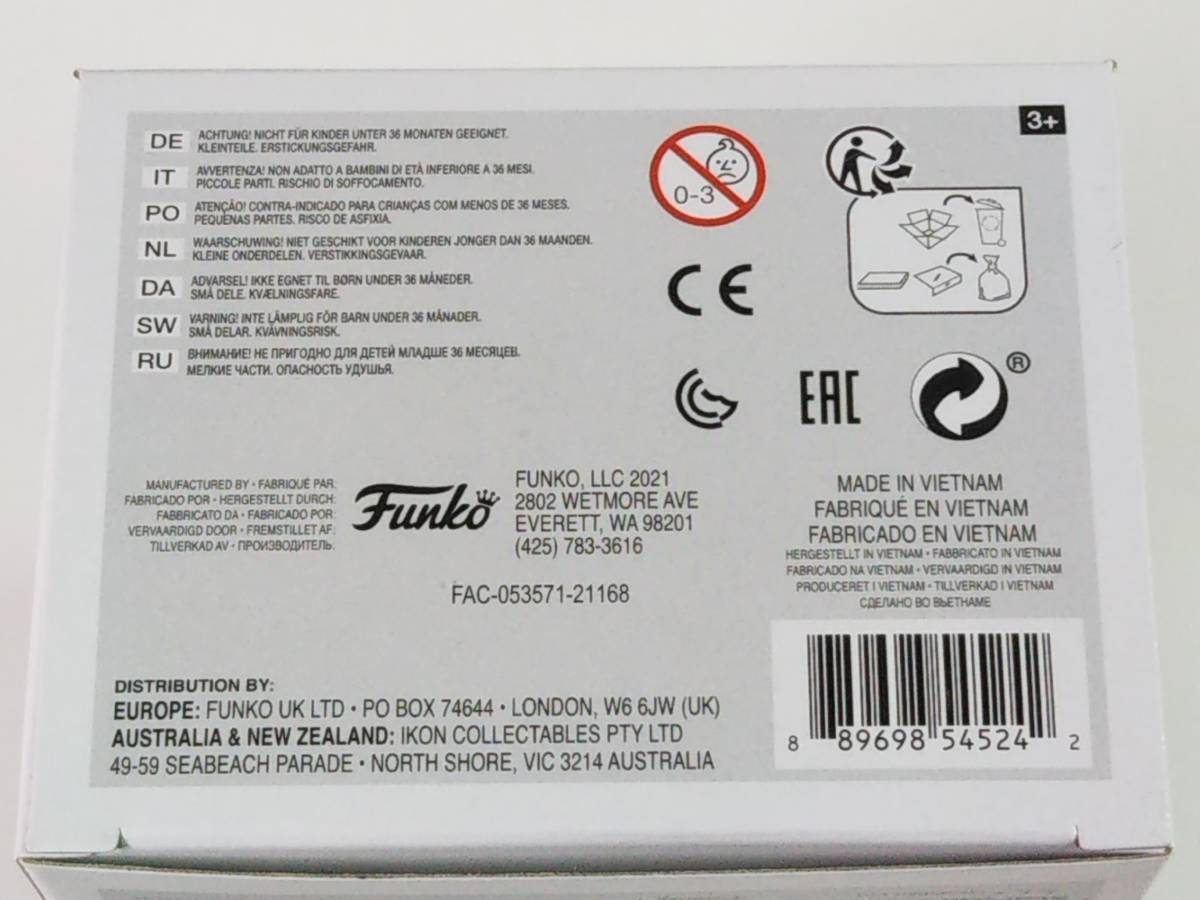 3+
DE ACHTUNG! NICHT FÜR KINDER UNTER 36 MONATEN GEEIGNET.
KLEINTEILE. ERSTICKUNGSGEFAHR.
IT AVVERTENZA! NON ADATTO A BAMBINI DI ETÀ INFERIORE A 36 MESI.
PICCOLE PARTI. RISCHIO DI SOFFOCAMENTO.
PO ATENÇÃO! CONTRA-INDICADO PARA CRIANÇAS COM MENOS DE 36 MESES.
PEQUENAS PARTES. RISCO DE ASFIXIA.
NL WAARSCHUWING! NIET GESCHIKT VOOR KINDEREN JONGER DAN 36 MAANDEN.
KLEINE ONDERDELEN. VERSTIKKINGSGEVAAR.
DA ADVARSEL! IKKE EGNET TIL BØRN UNDER 36 MÅNEDER.
SMÅ DELE. KVÆLNINGSFARE.
SW VARNING! INTE LÄMPLIG FÖR BARN UNDER 36 MÅNADER.
SMÅ DELAR. KVÄVNINGSRISK.
RU ВНИМАНИЕ! НЕ ПРИГОДНО ДЛЯ ДЕТЕЙ МЛАДШЕ 36 МЕСЯЦЕВ.
МЕЛКИЕ ЧАСТИ. ОПАСНОСТЬ УДУШЬЯ.
0-3
CE
EAC
®
MANUFACTURED BY • FABRIQUÉ PAR:
FABRICADO POR • HERGESTELLT DURCH:
FABBRICATO DA • FABRICADO POR:
VERVAARDIGD DOOR • FREMSTILLET AF:
TILLVERKAD AV • ПРОИЗВОДИТЕЛЬ:
Funko
FUNKO, LLC 2021
2802 WETMORE AVE
EVERETT, WA 98201
(425) 783-3616
FAC-053571-21168
MADE IN VIETNAM
FABRIQUÉ EN VIETNAM
FABRICADO EN VIETNAM
HERGESTELLT IN VIETNAM • FABBRICATO IN VIETNAM
FABRICADO NA VIETNAM • VERVAARDIGD IN VIETNAM
PRODUCERET I VIETNAM • TILLVERKAD I VIETNAM
СДЕЛАНО ВО ВЬЕТНАМЕ
DISTRIBUTION BY:
EUROPE: FUNKO UK LTD • PO BOX 74644 • LONDON, W6 6JW (UK)
AUSTRALIA & NEW ZEALAND: IKON COLLECTABLES PTY LTD
49-59 SEABEACH PARADE • NORTH SHORE, VIC 3214 AUSTRALIA
8 89698 54524 2